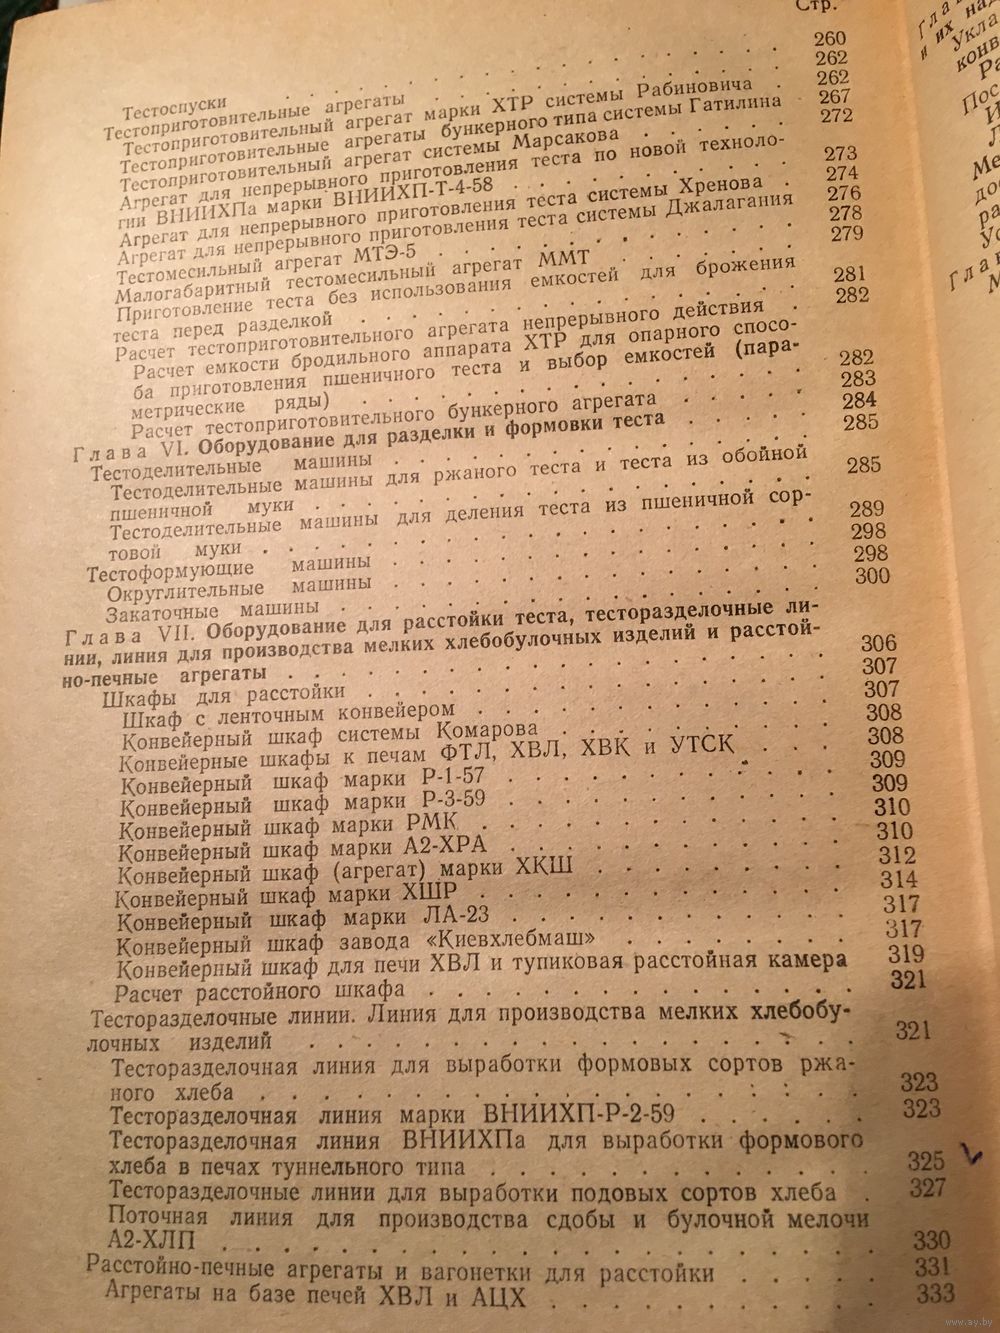 Стр.
Тестоспуски . . . . . . . . . . 260
Тестоприготовительные агрегаты . . . . . . . . 262
Тестоприготовительный агрегат марки ХТР системы Рабиновича . 262
Тестоприготовительные агрегаты бункерного типа системы Гатилина 267
Тестоприготовительный агрегат системы Марсакова . . . . 272
Агрегат для непрерывного приготовления теста по новой техноло-
гии ВНИИХПа марки ВНИИХП-Т-4-58 . . . . . . . 273
Агрегат для непрерывного приготовления теста системы Хренова . 274
Агрегат для непрерывного приготовления теста системы Джалагания 276
Тестомесильный агрегат МТЭ-5 . . . . . . . . . 278
Малогабаритный тестомесильный агрегат ММТ . . . . . 279
Приготовление теста без использования емкостей для брожения
теста перед разделкой . . . . . . . . . . . 281
Расчет тестоприготовительного агрегата непрерывного действия . 282
Расчет емкости бродильного аппарата ХТР для опарного спосо-
ба приготовления пшеничного теста и выбор емкостей (пара-
метрические ряды) . . . . . . . . . . . 282
Расчет тестоприготовительного бункерного агрегата . . . . 283
Глава VI. Оборудование для разделки и формовки теста . . . . 284
Тестоделительные машины . . . . . . . . . . 285
Тестоделительные машины для ржаного теста и теста из обойной
пшеничной муки . . . . . . . . . . . . 285
Тестоделительные машины для деления теста из пшеничной сор-
товой муки . . . . . . . . . . . . . 289
Тестоформующие машины . . . . . . . . . . 298
Округлительные машины . . . . . . . . . . 298
Закаточные машины . . . . . . . . . . . 300
Глава VII. Оборудование для расстойки теста, тесторазделочные ли-
нии, линия для производства мелких хлебобулочных изделий и расстой-
но-печные агрегаты . . . . . . . . . . . . . 306
Шкафы для расстойки . . . . . . . . . . . 307
Шкаф с ленточным конвейером . . . . . . . . . 307
Конвейерный шкаф системы Комарова . . . . . . . 308
Конвейерные шкафы к печам ФТЛ, ХВЛ, ХВК и УТСК . . . 308
Конвейерный шкаф марки Р-1-57 . . . . . . . . 309
Конвейерный шкаф марки Р-3-59 . . . . . . . . 309
Конвейерный шкаф марки РМК . . . . . . . . . 310
Конвейерный шкаф марки А2-ХРА . . . . . . . . 310
Конвейерный шкаф (агрегат) марки ХКШ . . . . . . 312
Конвейерный шкаф марки ХШР . . . . . . . . . 314
Конвейерный шкаф марки ЛА-23 . . . . . . . . 317
Конвейерный шкаф завода «Киевхлебмаш» . . . . . . 317
Конвейерный шкаф для печи ХВЛ и тупиковая расстойная камера 319
Расчет расстойного шкафа . . . . . . . . . . 321
Тесторазделочные линии. Линия для производства мелких хлебобу-
лочных изделий . . . . . . . . . . . . . 321
Тесторазделочная линия для выработки формовых сортов ржа-
ного хлеба . . . . . . . . . . . . . . 323
Тесторазделочная линия марки ВНИИХП-Р-2-59 . . . . . 323
Тесторазделочная линия ВНИИХПа для выработки формового
хлеба в печах туннельного типа . . . . . . . . . 325
Тесторазделочные линии для выработки подовых сортов хлеба . 327
Поточная линия для производства сдобы и булочной мелочи
А2-ХЛП . . . . . . . . . . . . . . . 330
Расстойно-печные агрегаты и вагонетки для расстойки . . . . 331
Агрегаты на базе печей ХВЛ и АЦХ . . . . . . . . 333
www.ay.by